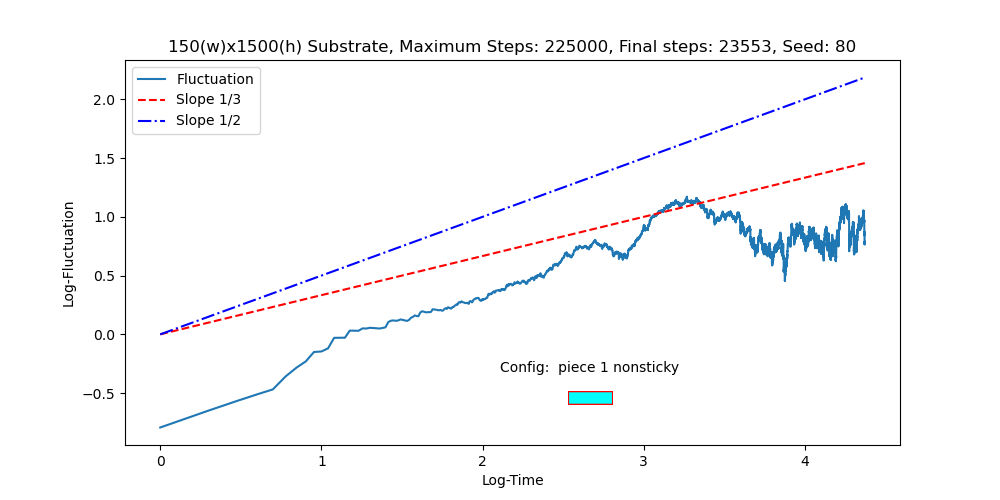 150(w)x1500(h) Substrate, Maximum Steps: 225000, Final steps: 23553, Seed: 80
Fluctuation
Slope 1/3
Slope 1/2
2.0
1.5
1.0
0.5
0.0
−0.5
Log-Fluctuation
Config:  piece 1 nonsticky
0
1
2
3
4
Log-Time